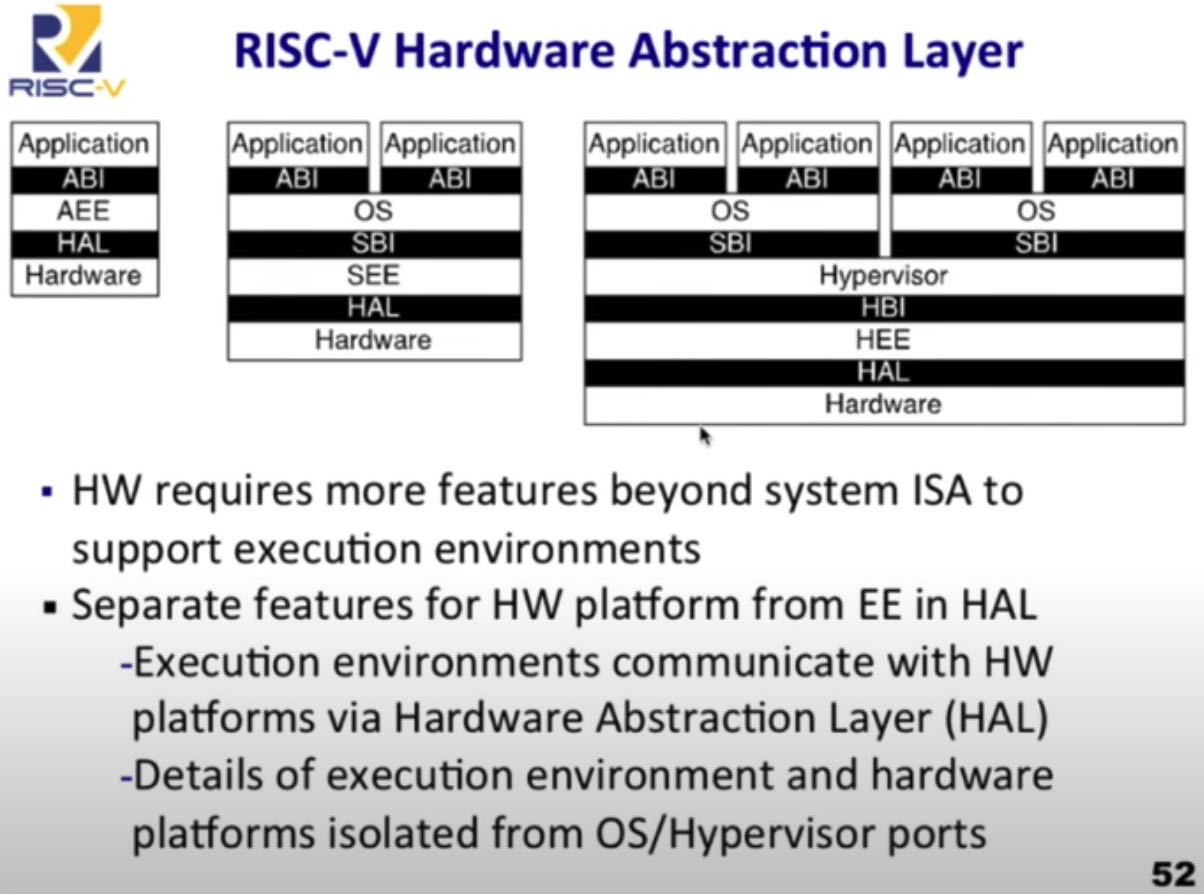 RISC-V
RISC-V Hardware Abstraction Layer
Application
ABI
AEE
HAL
Hardware
Application Application
ABI ABI
OS
SBI
SEE
HAL
Hardware
Application Application Application Application
ABI ABI ABI ABI
OS OS
SBI SBI
Hypervisor
HBI
HEE
HAL
Hardware
▪ HW requires more features beyond system ISA to
support execution environments
▪ Separate features for HW platform from EE in HAL
-Execution environments communicate with HW
platforms via Hardware Abstraction Layer (HAL)
-Details of execution environment and hardware
platforms isolated from OS/Hypervisor ports
52